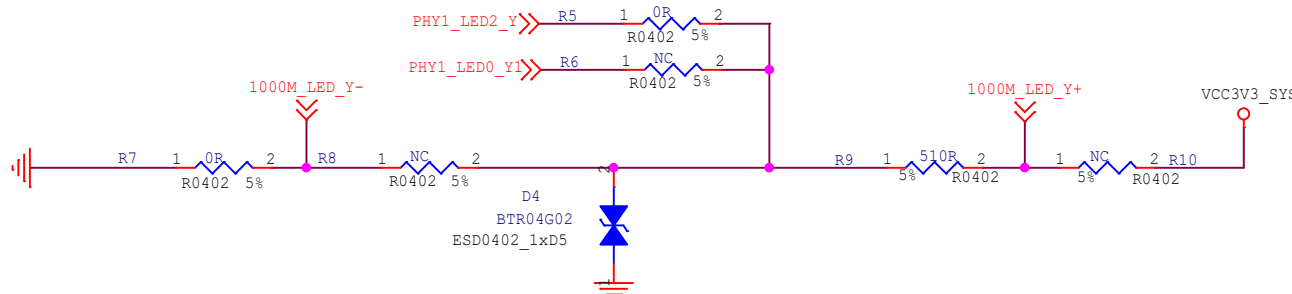 PHY1_LED2_Y
R5
1
0R
2
R0402
5%
PHY1_LED0_Y1
R6
1
NC
2
R0402
5%
1000M_LED_Y-
1000M_LED_Y+
VCC3V3_SYS
R7
1
0R
2
R0402
5%
R8
1
NC
2
R0402
5%
R9
1
510R
2
5%
R0402
1
NC
2
R10
5%
R0402
2
D4
BTR04G02
ESD0402_1xD5
1